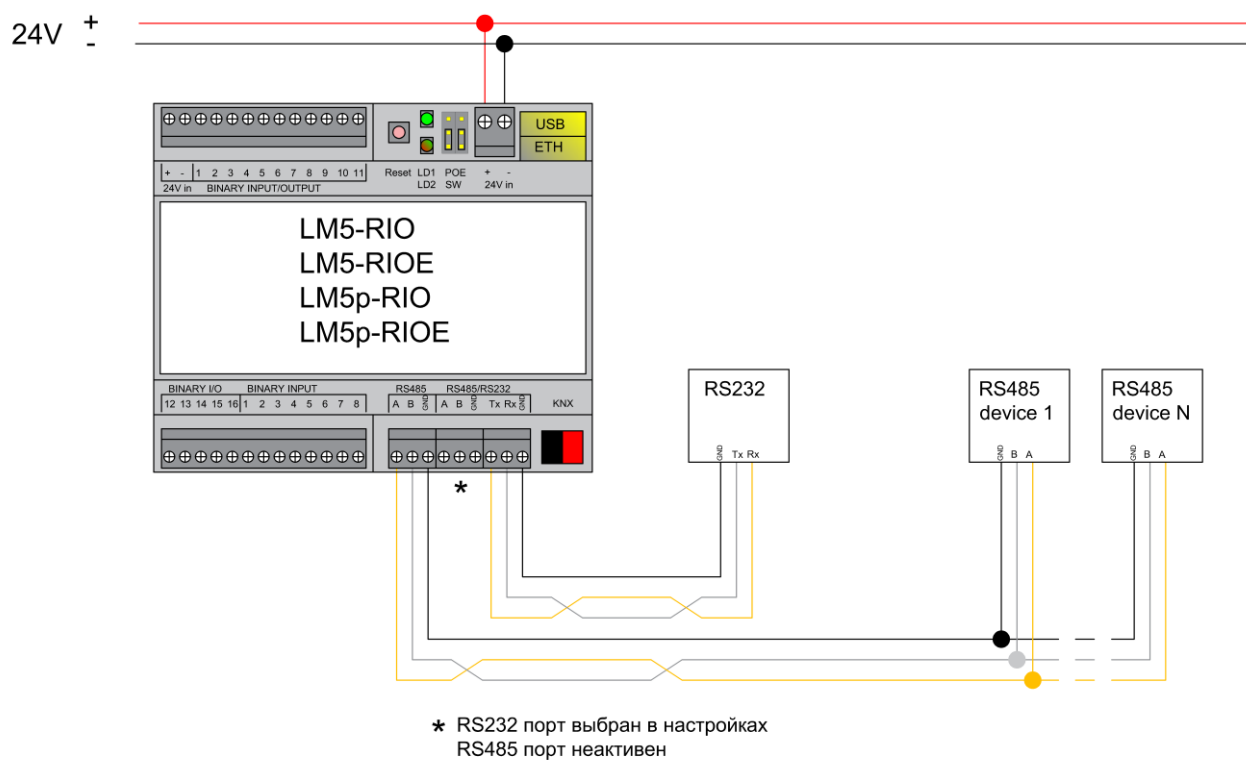 24V + -
USB
ETH
+ - 1 2 3 4 5 6 7 8 9 10 11
24V in BINARY INPUT/OUTPUT
Reset LD1 POE + -
LD2 SW 24V in
LM5-RIO
LM5-RIOE
LM5p-RIO
LM5p-RIOE
BINARY I/O BINARY INPUT RS485 RS485/RS232
12 13 14 15 16 1 2 3 4 5 6 7 8 A B GND A B GND Tx Rx GND KNX
*
RS232
GND Tx Rx
RS485
device 1
GND B A
RS485
device N
GND B A
* RS232 порт выбран в настройках
RS485 порт неактивен